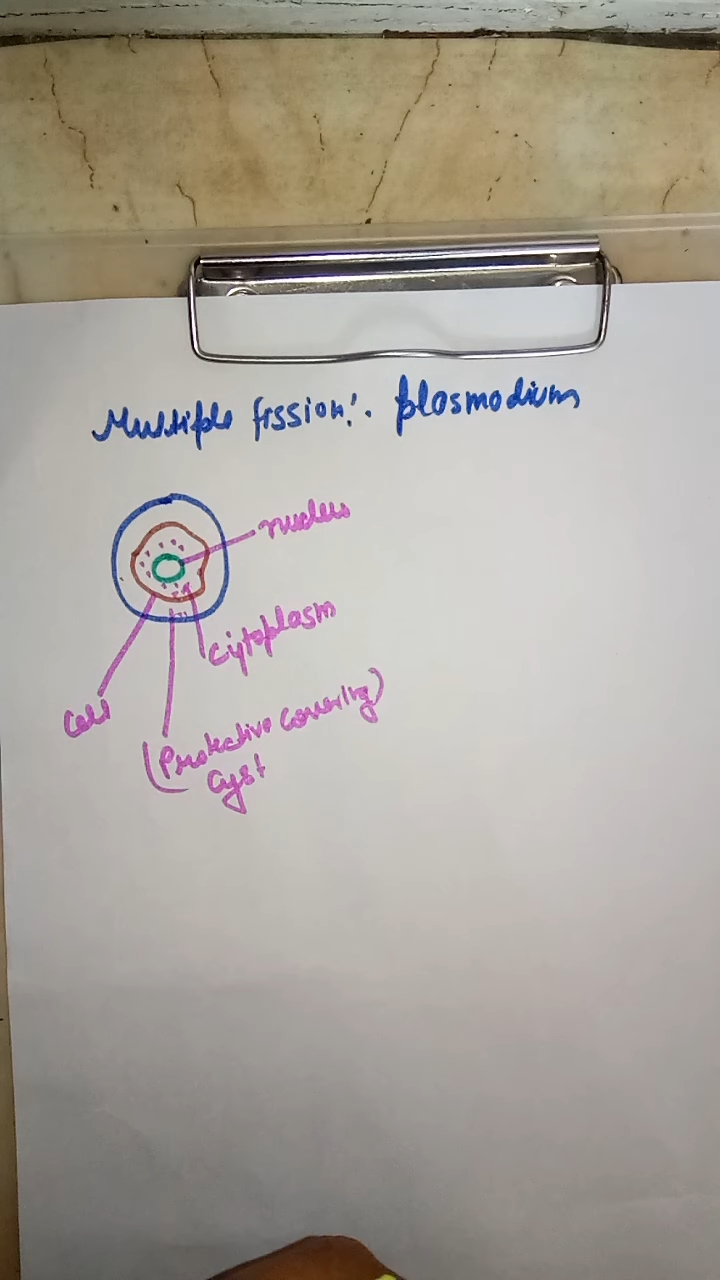 Multiple fission:. plasmodium
nucleus
Cytoplasm
Cell
(Protective Covering)
Cyst